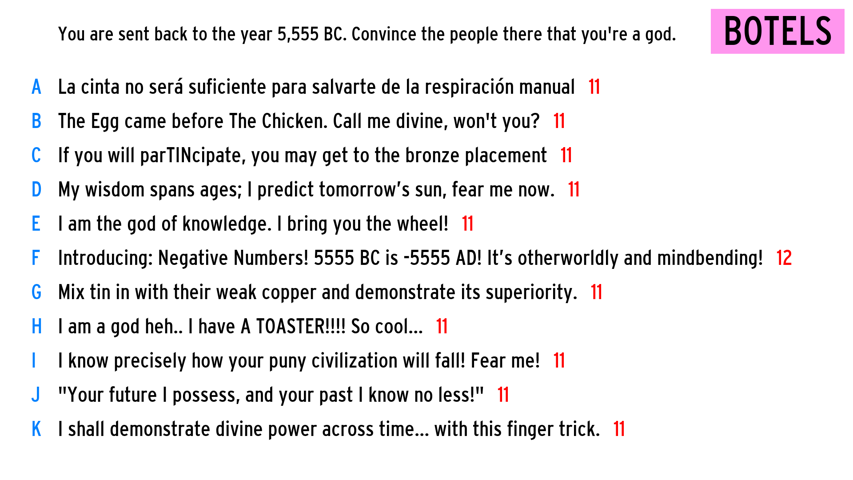 You are sent back to the year 5,555 BC. Convince the people there that you're a god.
BOTELS
A La cinta no será suficiente para salvarte de la respiración manual 11
B The Egg came before The Chicken. Call me divine, won't you? 11
C If you will parTINcipate, you may get to the bronze placement 11
D My wisdom spans ages; I predict tomorrow’s sun, fear me now. 11
E I am the god of knowledge. I bring you the wheel! 11
F Introducing: Negative Numbers! 5555 BC is -5555 AD! It’s otherworldly and mindbending! 12
G Mix tin in with their weak copper and demonstrate its superiority. 11
H I am a god heh.. I have A TOASTER!!!! So cool... 11
I I know precisely how your puny civilization will fall! Fear me! 11
J "Your future I possess, and your past I know no less!" 11
K I shall demonstrate divine power across time... with this finger trick. 11